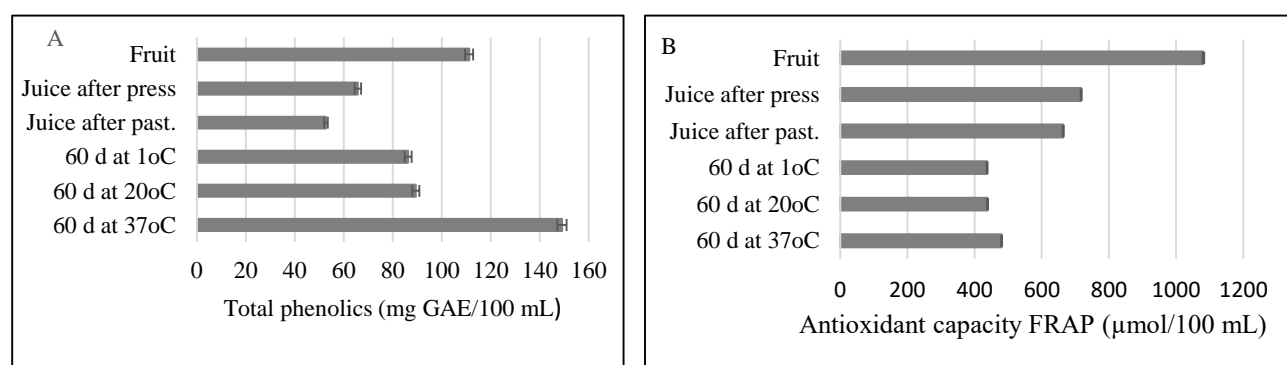 A
Fruit
Juice after press
Juice after past.
60 d at 1oC
60 d at 20oC
60 d at 37oC
0 20 40 60 80 100 120 140 160
Total phenolics (mg GAE/100 mL)
B
Fruit
Juice after press
Juice after past.
60 d at 1oC
60 d at 20oC
60 d at 37oC
0 200 400 600 800 1000 1200
Antioxidant capacity FRAP (µmol/100 mL)